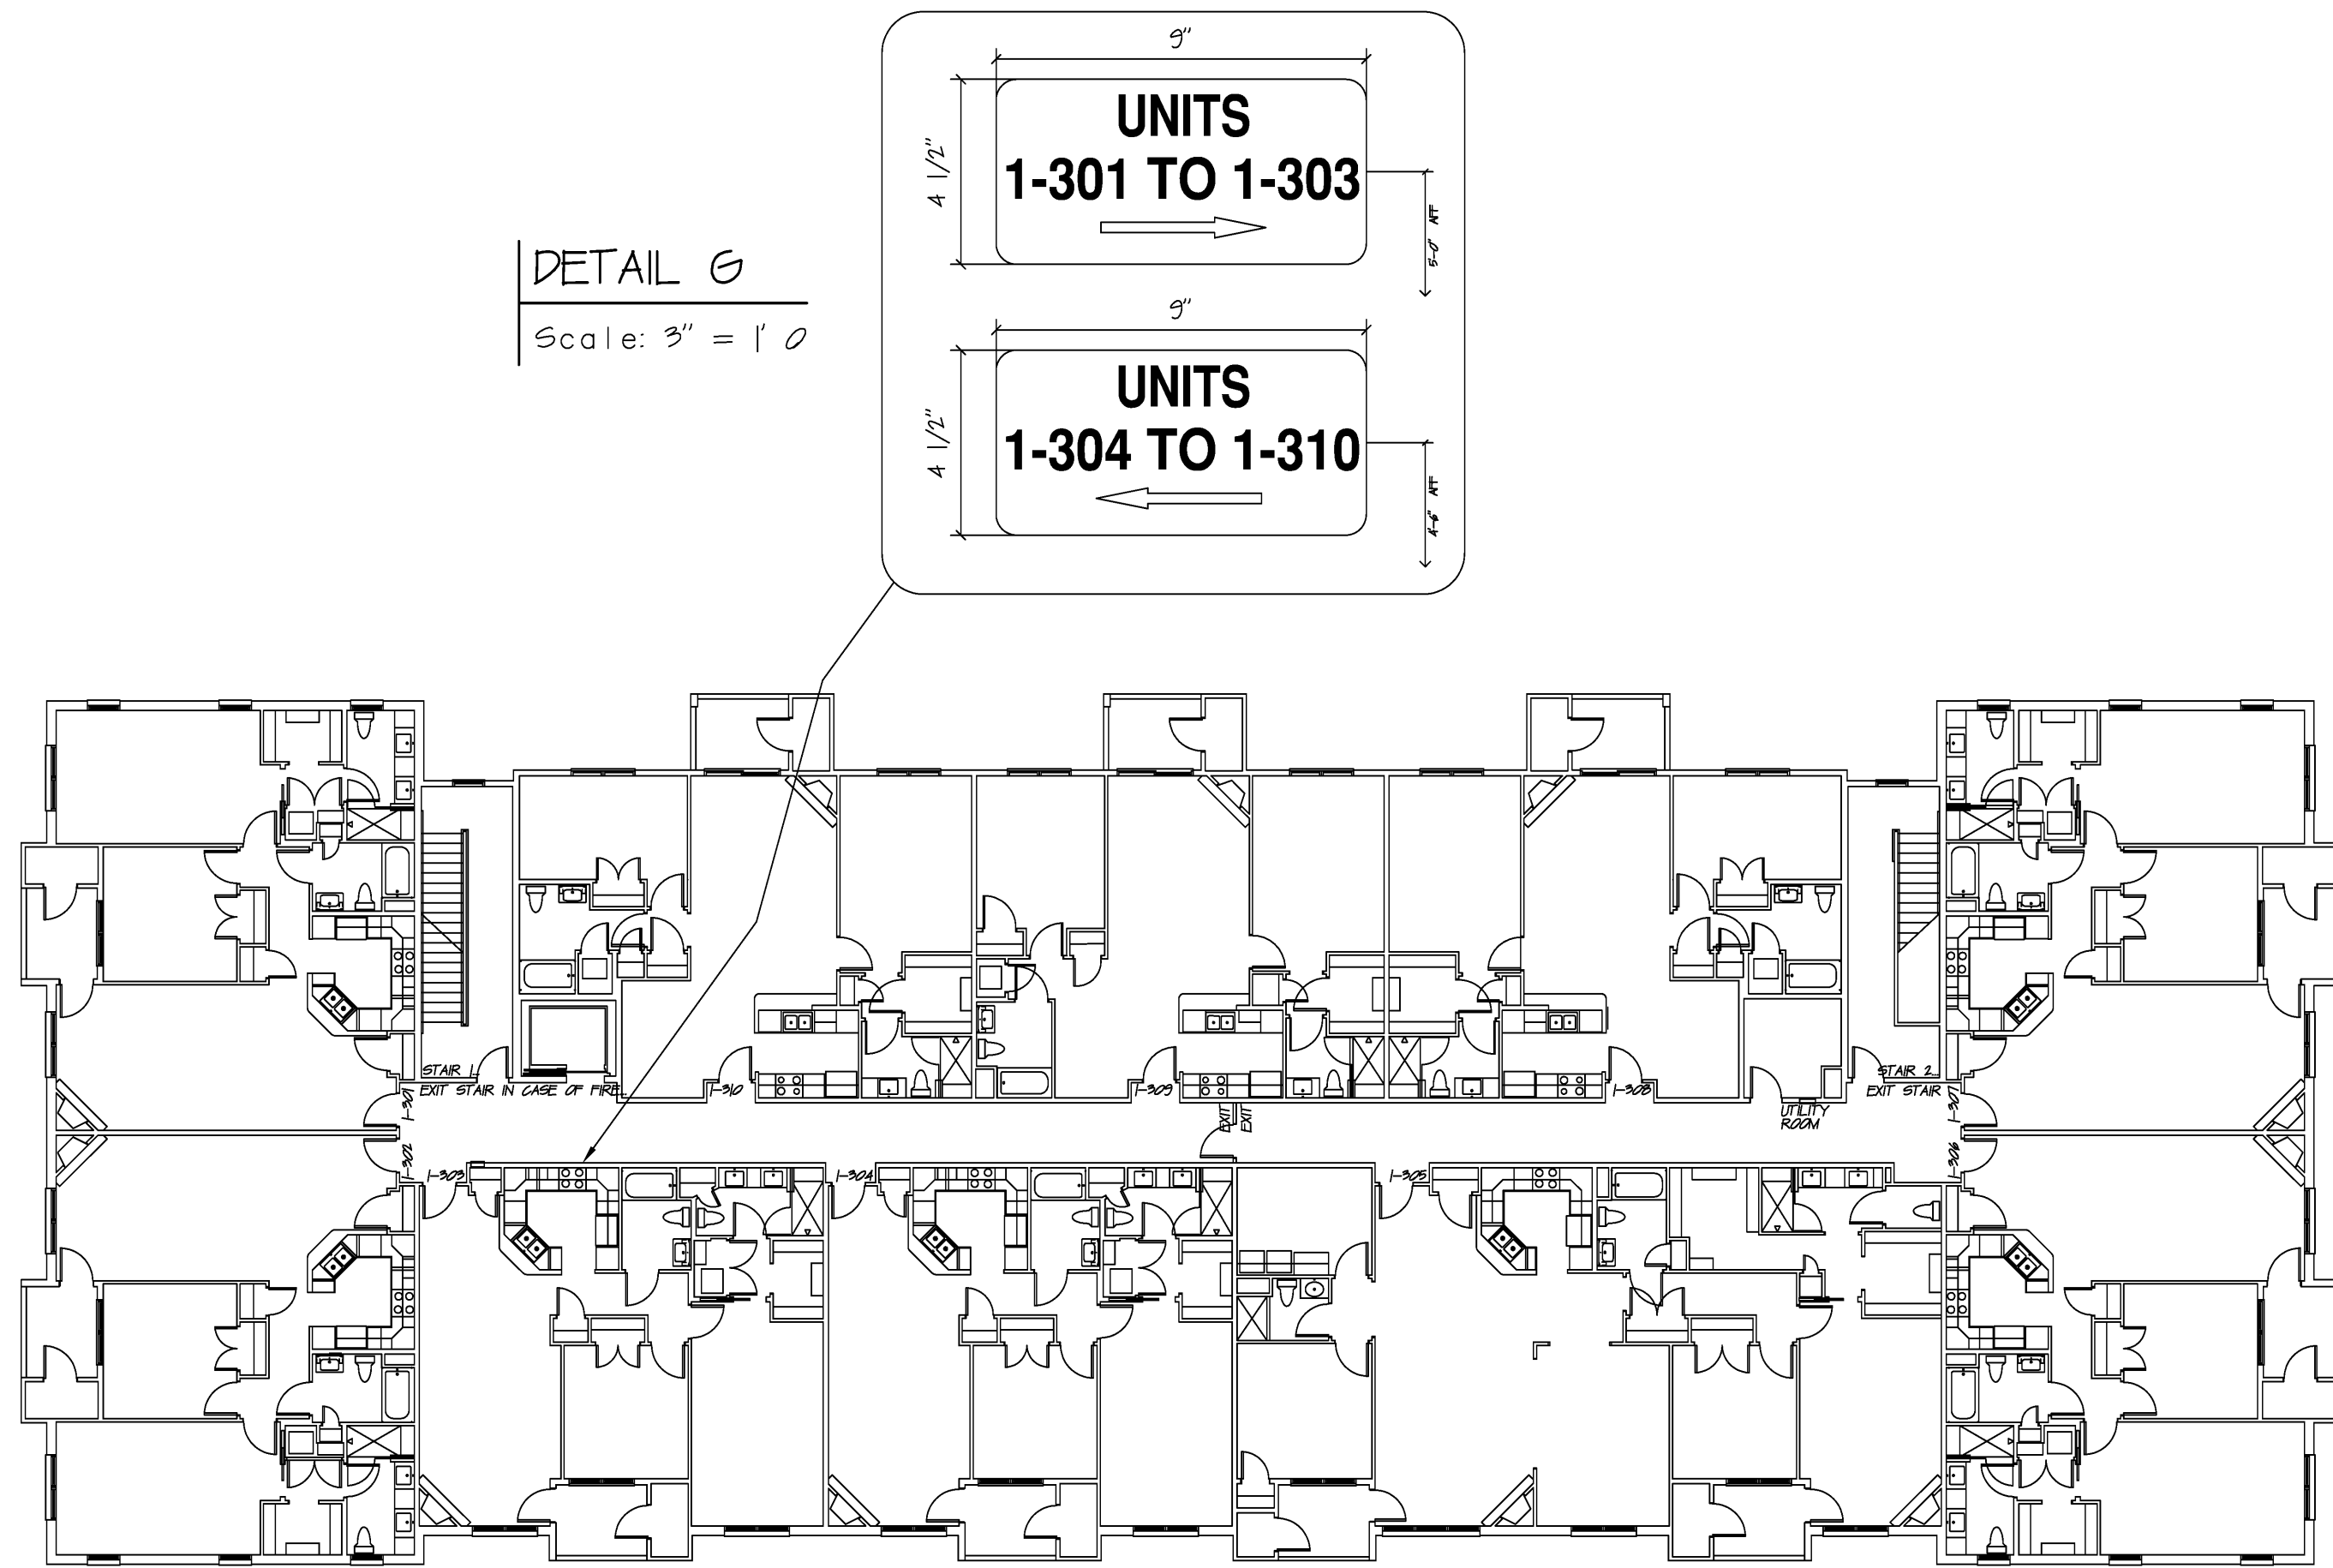 9"
4 1/2"
UNITS
1-301 TO 1-303
5'-0" AFF
DETAIL G
Scale: 3" = 1' 0
9"
4 1/2"
UNITS
1-304 TO 1-310
4'-6" AFF
STAIR 1
EXIT STAIR IN CASE OF FIRE
1-310
1-309
1-308
STAIR 2
EXIT STAIR
1-301
1-307
EXIT
EXIT
UTILITY
ROOM
1-302
1-303
1-304
1-305
1-306